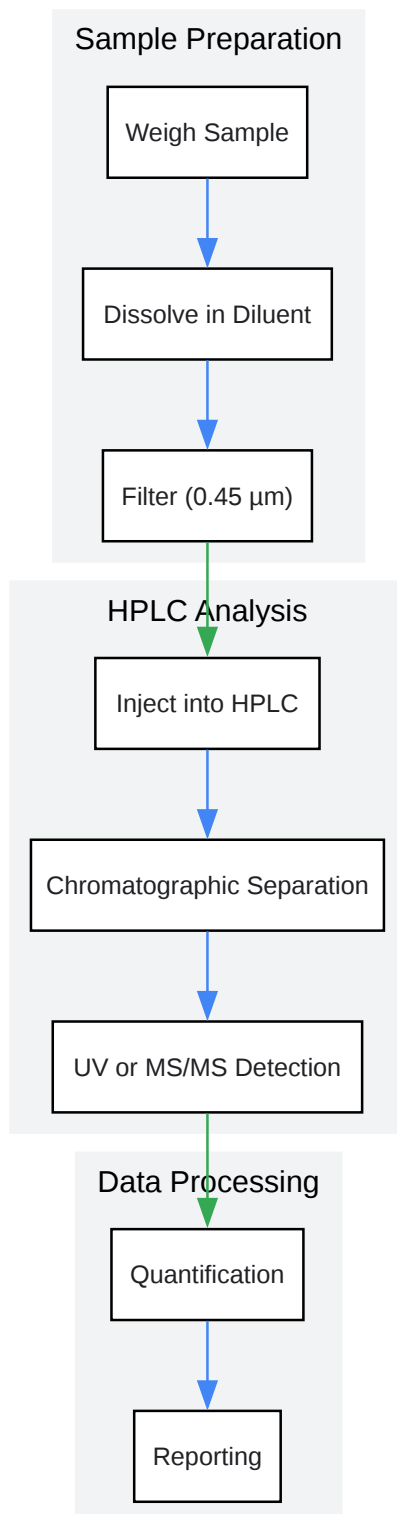 Sample Preparation
Weigh Sample
Dissolve in Diluent
Filter (0.45 µm)
HPLC Analysis
Inject into HPLC
Chromatographic Separation
UV or MS/MS Detection
Data Processing
Quantification
Reporting